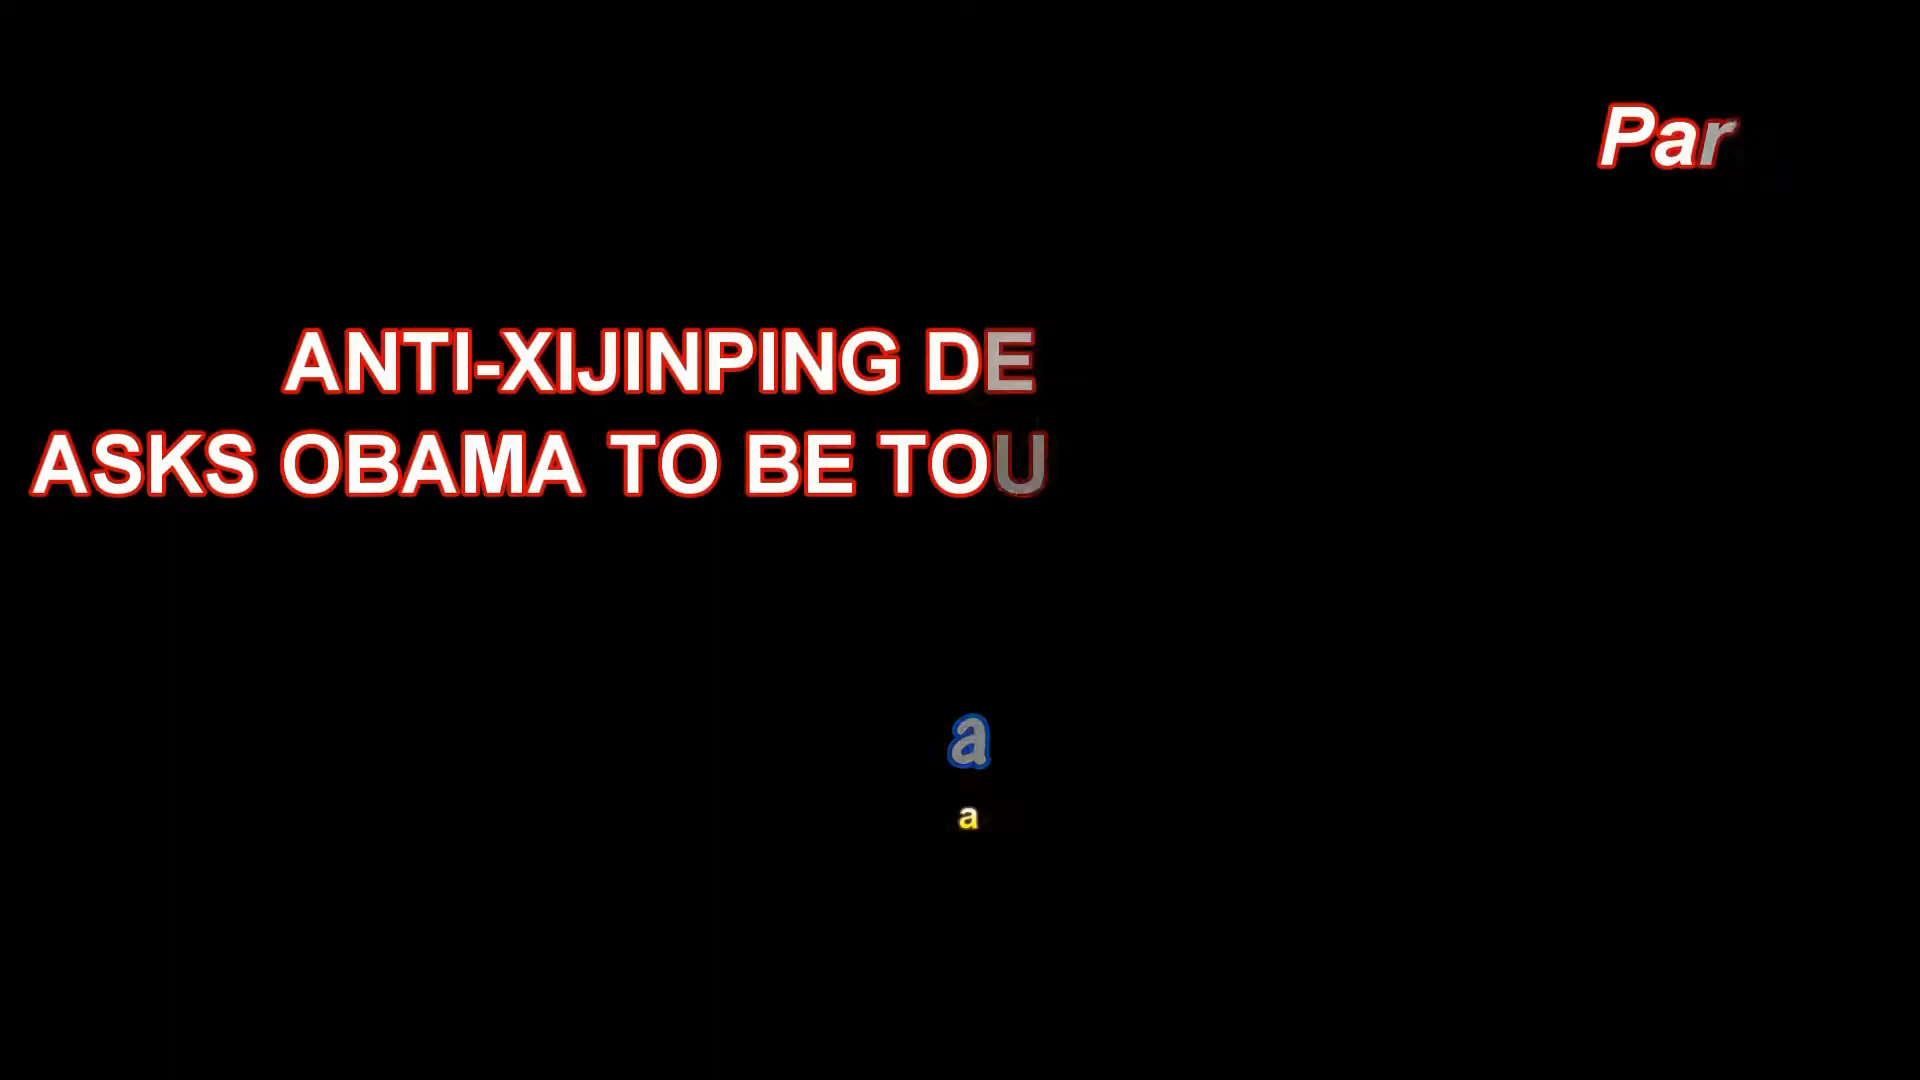 Par
ANTI-XIJINPING DE
ASKS OBAMA TO BE TOU
a
a